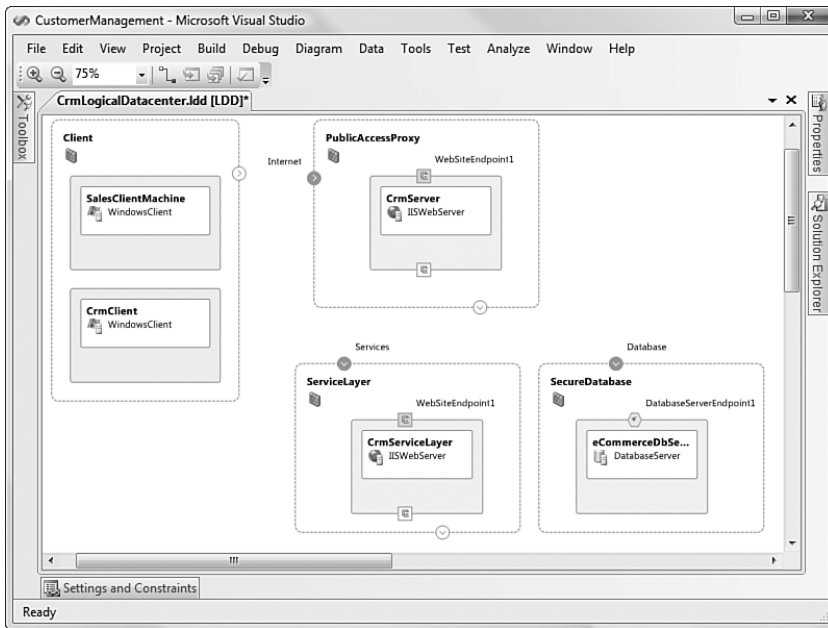 CustomerManagement - Microsoft Visual Studio
File Edit View Project Build Debug Diagram Data Tools Test Analyze Window Help
75%
CrmLogicalDatacenter.ldd [LDD]*
Toolbox
Properties
Solution Explorer
Client
Internet
PublicAccessProxy
WebSiteEndpoint1
SalesClientMachine
WindowsClient
CrmServer
IISWebServer
CrmClient
WindowsClient
Services
Database
ServiceLayer
WebSiteEndpoint1
SecureDatabase
DatabaseServerEndpoint1
CrmServiceLayer
IISWebServer
eCommerceDbSe...
DatabaseServer
Settings and Constraints
Ready